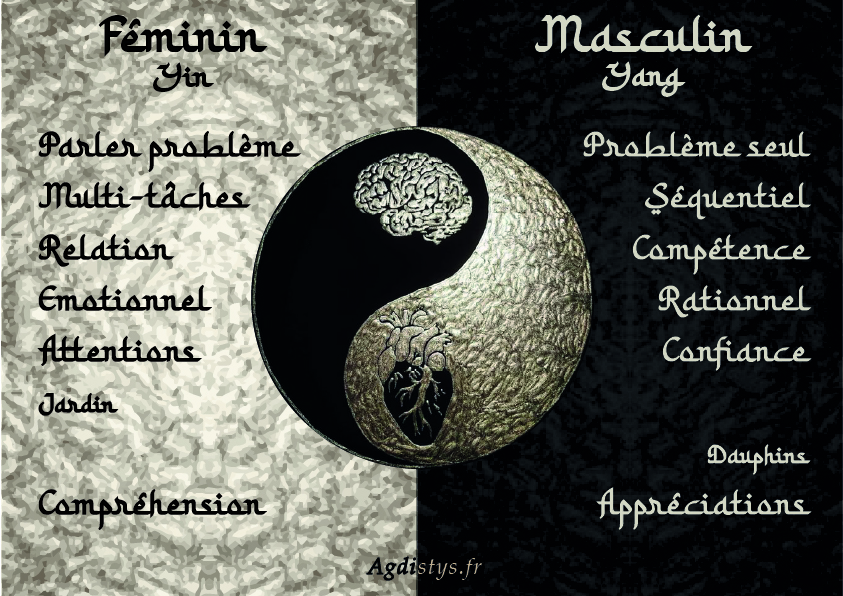 Féminin
Yin
Parler problème
Multi-tâches
Relation
Emotionnel
Attentions
Jardin
Compréhension
Masculin
Yang
Problème seul
Séquentiel
Compétence
Rationnel
Confiance
Dauphins
Appréciations
Agdistys.fr